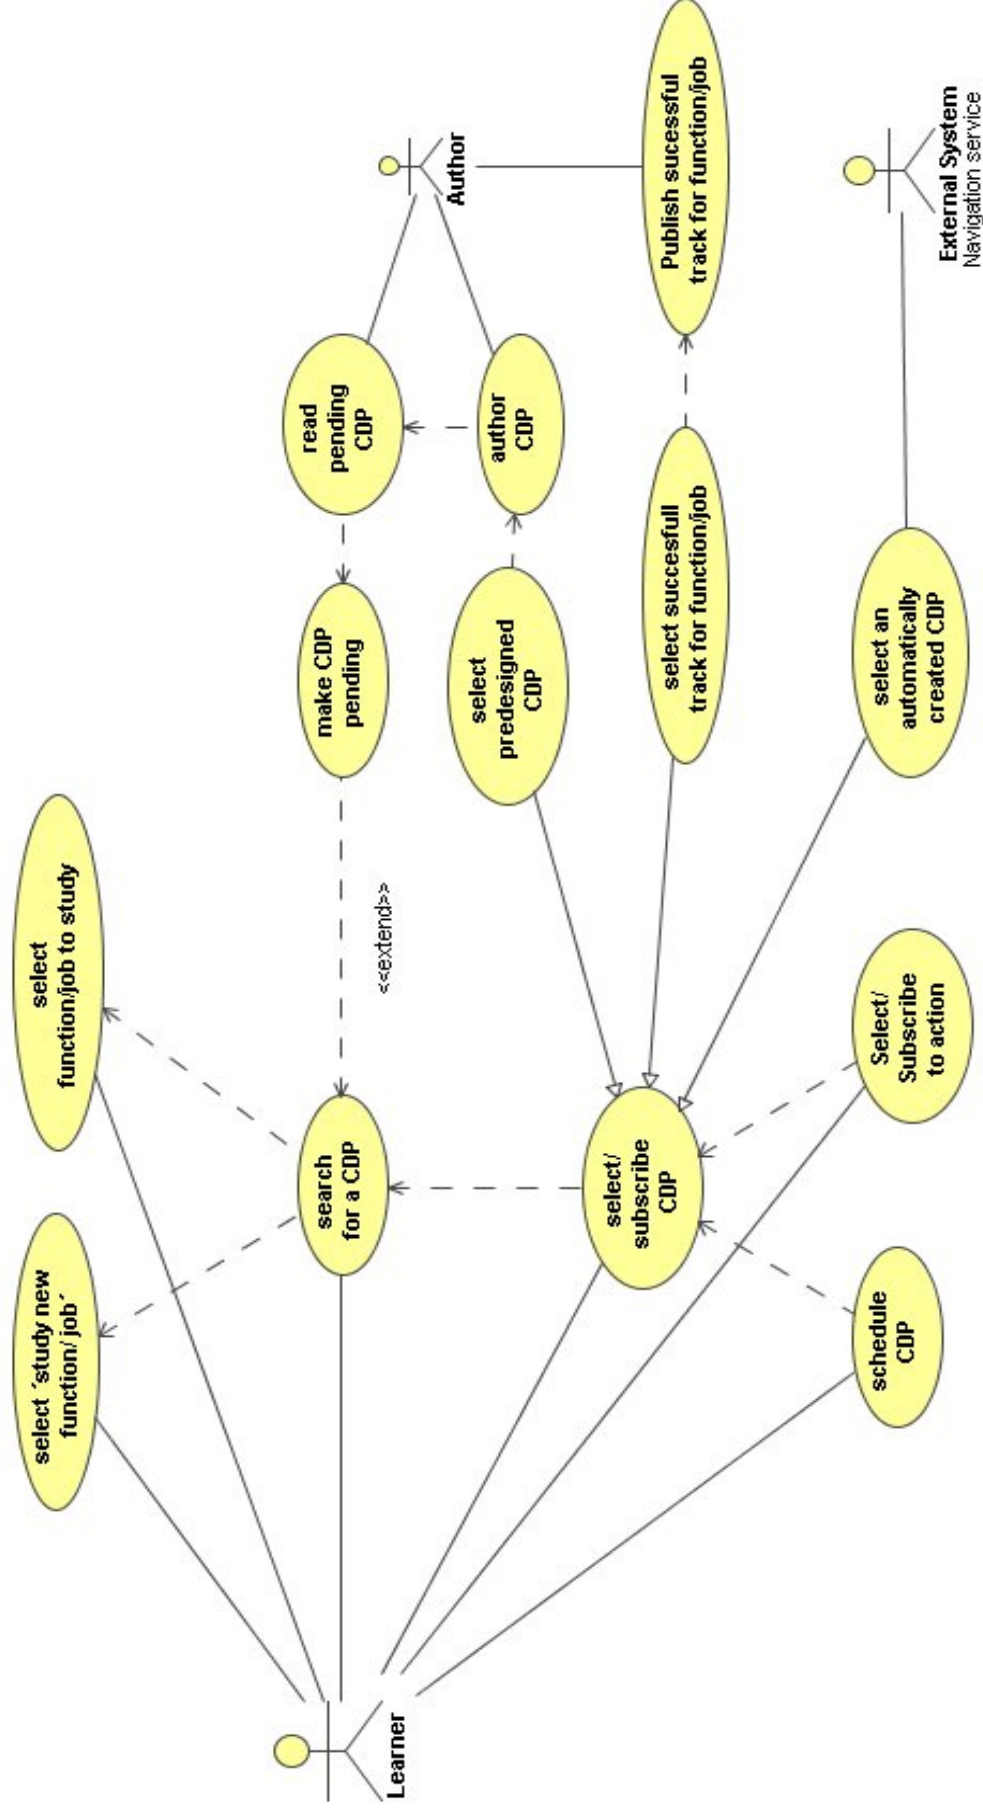 select ´study new
function/ job´
select
function/job to study
search
for a CDP
<<extend>>
make CDP
pending
read
pending
CDP
Author
author
CDP
select
predesigned
CDP
Learner
select/
subscribe
CDP
select succesfull
track for function/job
Publish sucessful
track for function/job
schedule
CDP
Select/
Subscribe
to action
select an
automatically
created CDP
External System
Navigation service